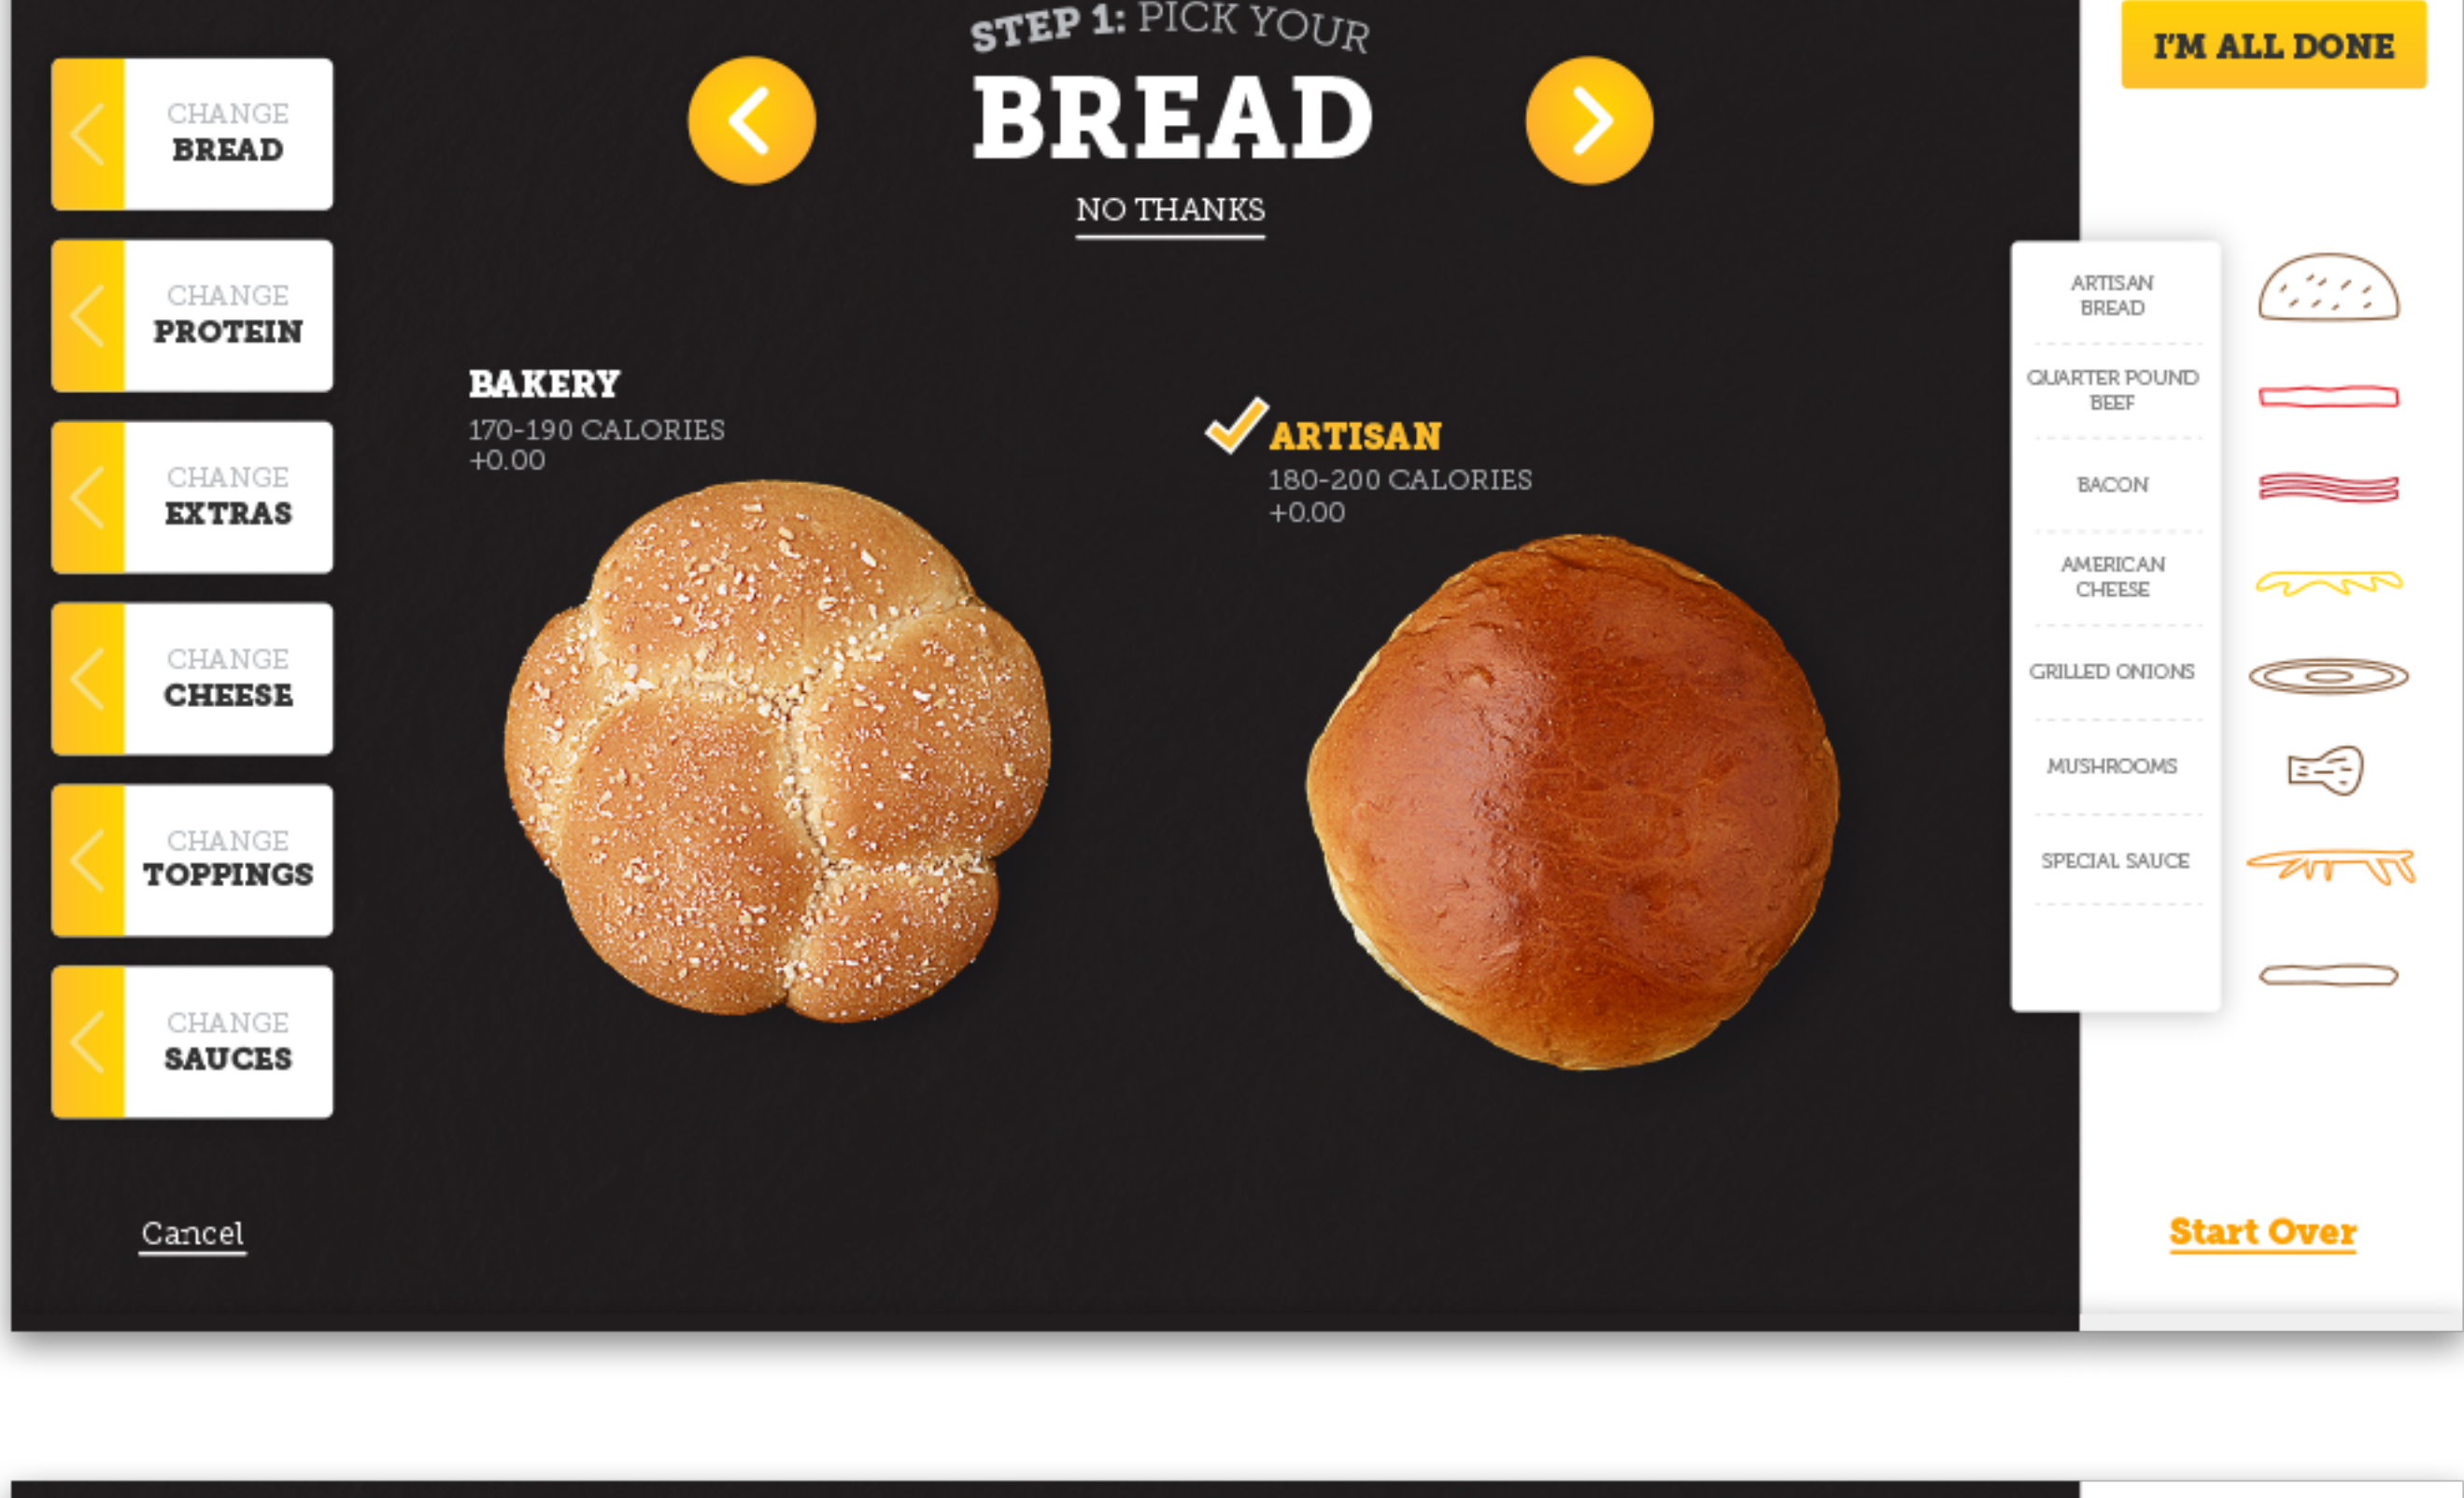 STEP 1: PICK YOUR
BREAD
NO THANKS
I'M ALL DONE
CHANGE
BREAD
CHANGE
PROTEIN
CHANGE
EXTRAS
CHANGE
CHEESE
CHANGE
TOPPINGS
CHANGE
SAUCES
Cancel
BAKERY
170-190 CALORIES
+0.00
ARTISAN
180-200 CALORIES
+0.00
ARTISAN
BREAD
QUARTER POUND
BEEF
BACON
AMERICAN
CHEESE
GRILLED ONIONS
MUSHROOMS
SPECIAL SAUCE
Start Over